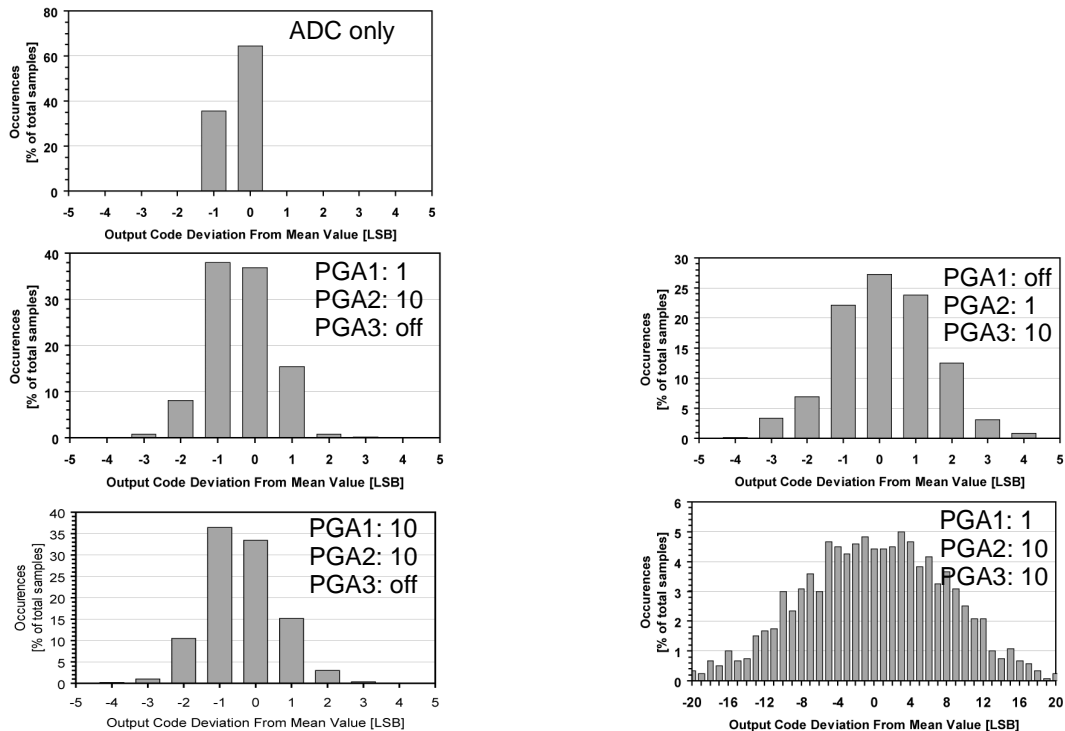 ADC only
Occurences
[% of total samples]
80
60
40
20
0
-5 -4 -3 -2 -1 0 1 2 3 4 5
Output Code Deviation From Mean Value [LSB]
PGA1: 1
PGA2: 10
PGA3: off
Occurences
[% of total samples]
40
30
20
10
0
-5 -4 -3 -2 -1 0 1 2 3 4 5
Output Code Deviation From Mean Value [LSB]
PGA1: off
PGA2: 1
PGA3: 10
Occurences
[% of total samples]
30
25
20
15
10
5
0
-5 -4 -3 -2 -1 0 1 2 3 4 5
Output Code Deviation From Mean Value [LSB]
PGA1: 10
PGA2: 10
PGA3: off
Occurences
[% of total samples]
40
35
30
25
20
15
10
5
0
-5 -4 -3 -2 -1 0 1 2 3 4 5
Output Code Deviation From Mean Value [LSB]
PGA1: 1
PGA2: 10
PGA3: 10
Occurences
[% of total samples]
6
5
4
3
2
1
0
-20 -16 -12 -8 -4 0 4 8 12 16 20
Output Code Deviation From Mean Value [LSB]